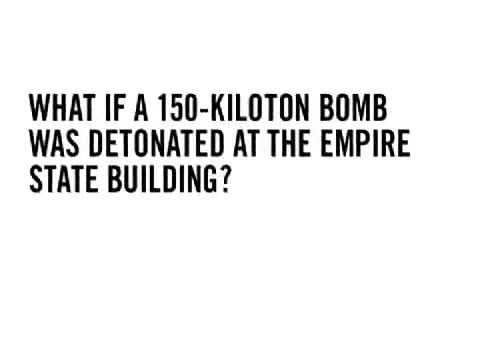 WHAT IF A 150-KILOTON BOMB
WAS DETONATED AT THE EMPIRE
STATE BUILDING?